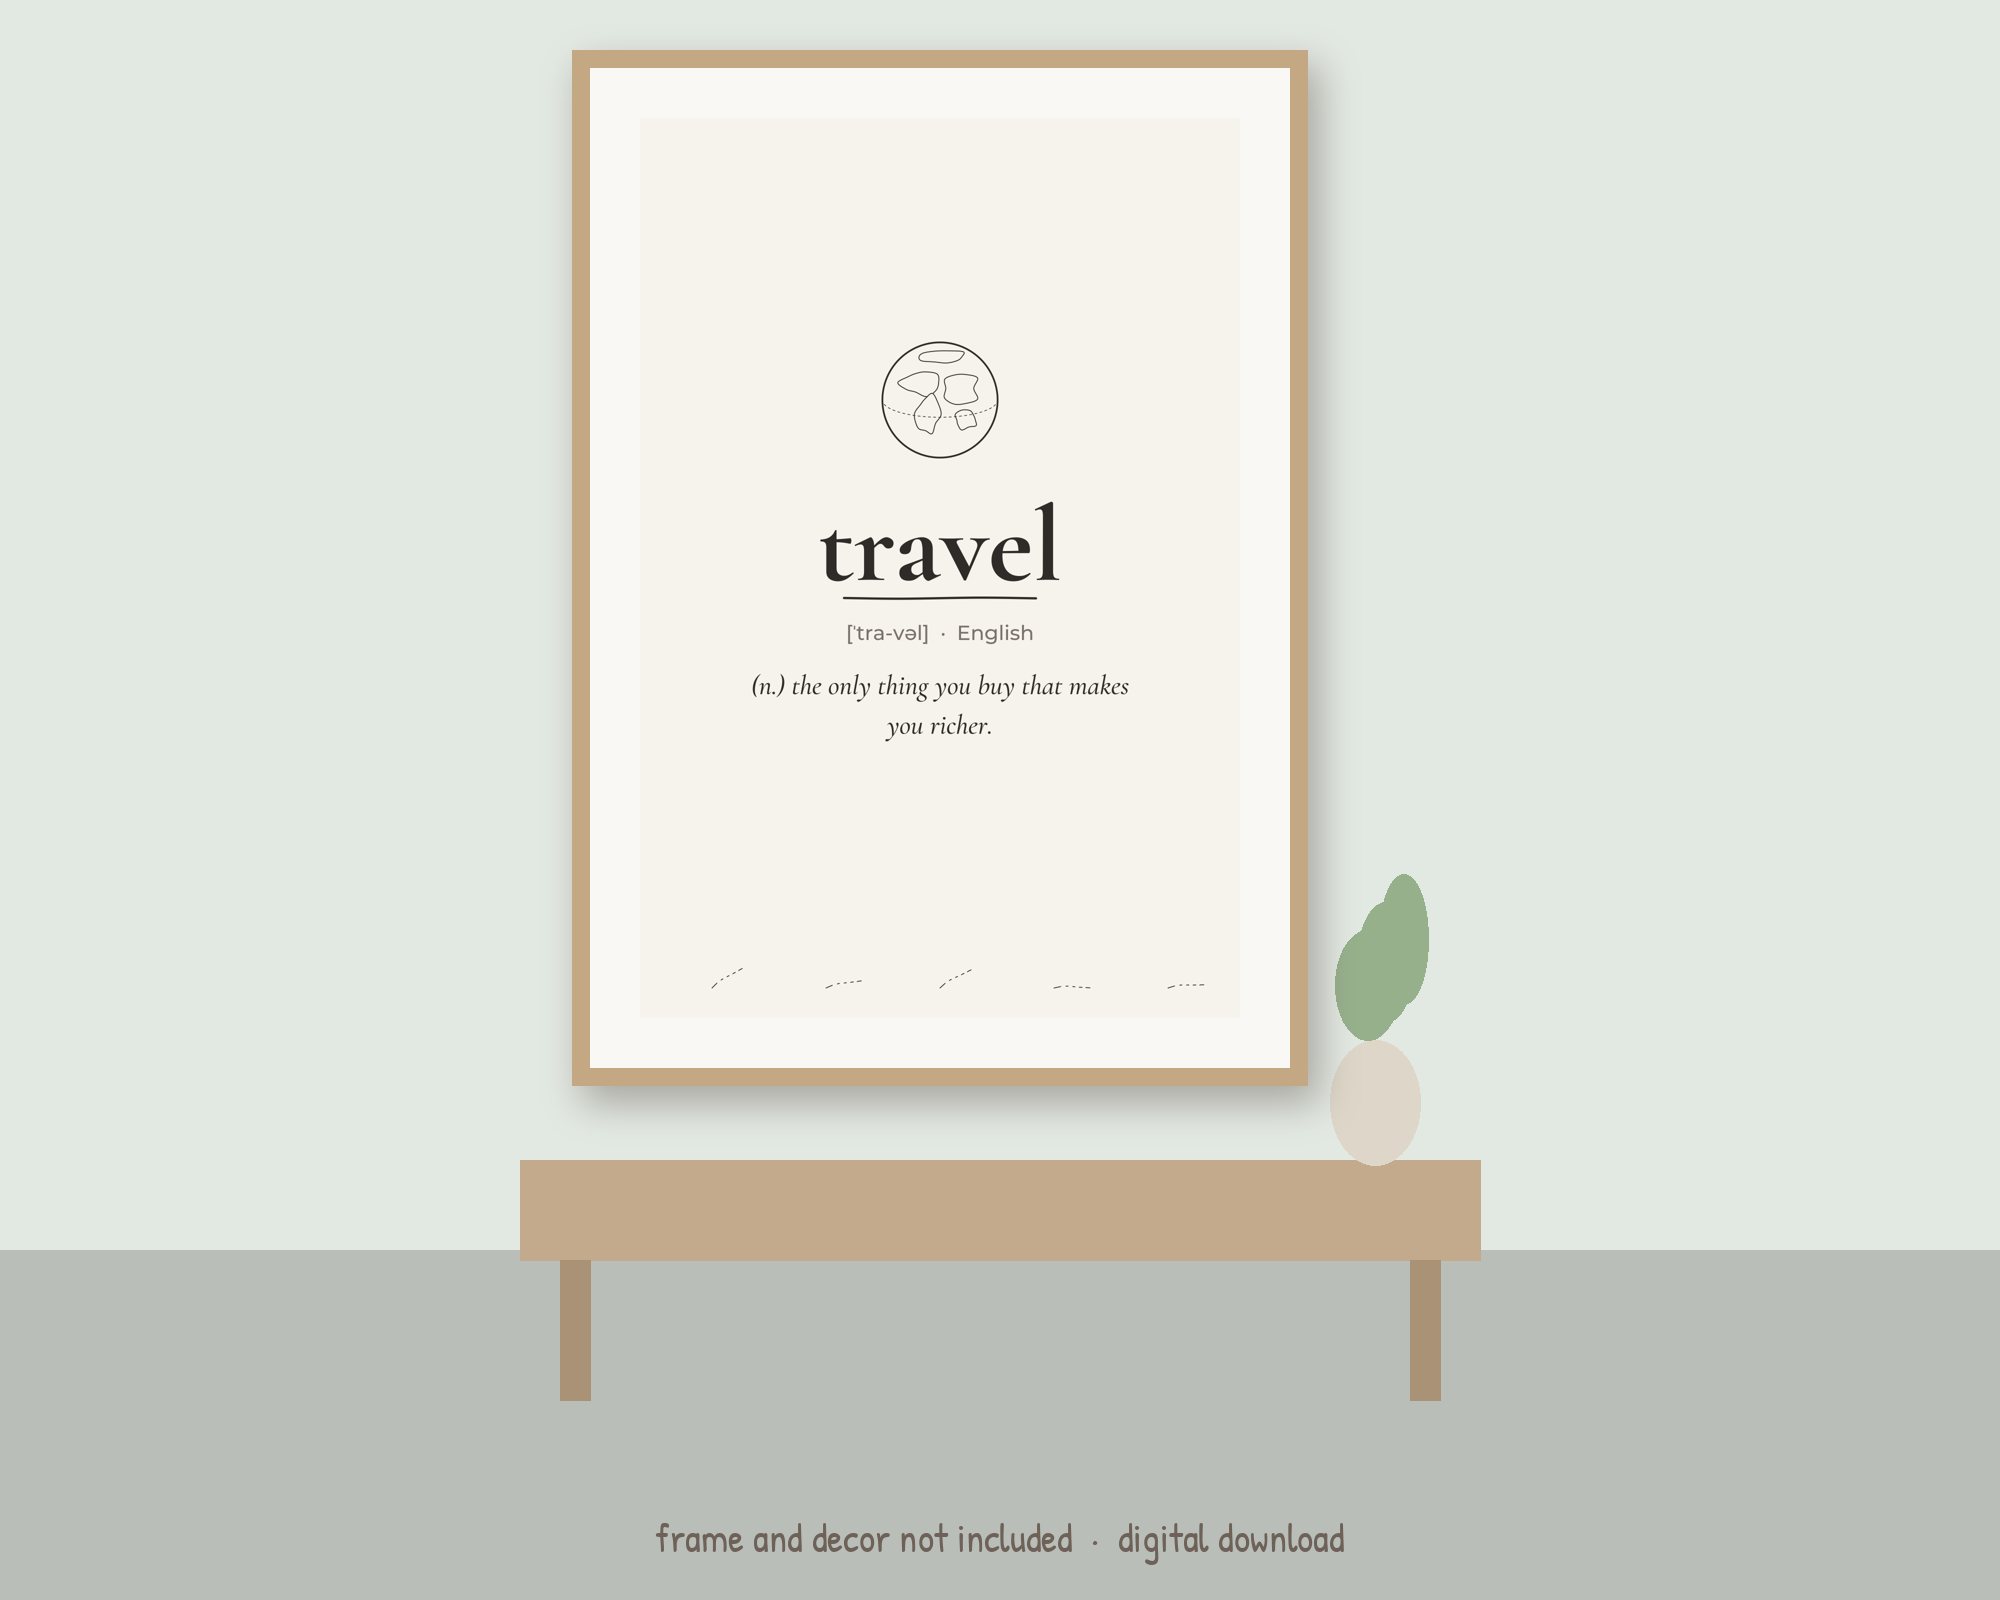 travel
[ˈtra-vəl] · English
(n.) the only thing you buy that makes
you richer.
frame and decor not included · digital download